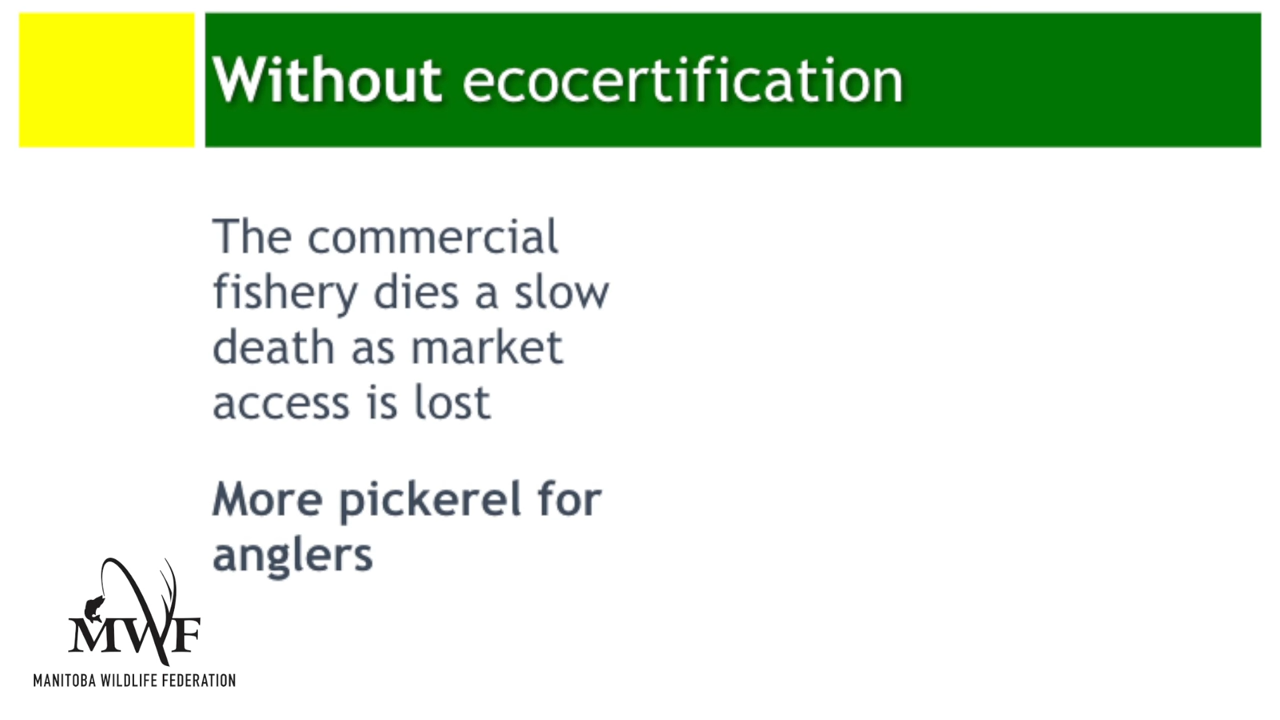 Without ecocertification
The commercial
fishery dies a slow
death as market
access is lost
More pickerel for
anglers
MWF
MANITOBA WILDLIFE FEDERATION